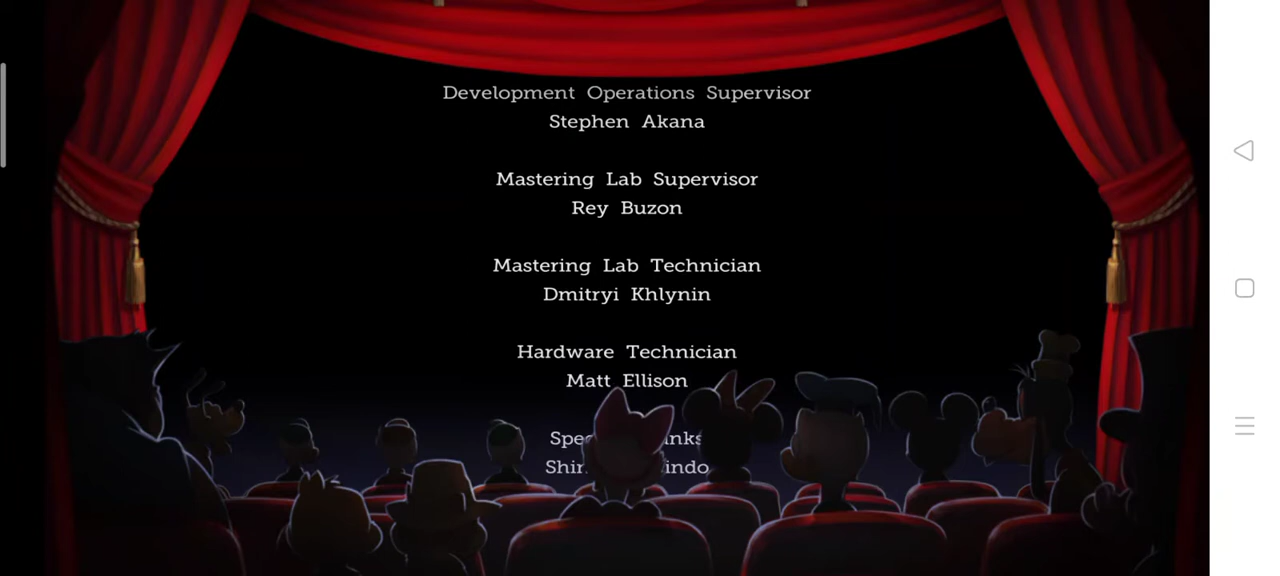 Development Operations Supervisor
Stephen Akana
Mastering Lab Supervisor
Rey Buzon
Mastering Lab Technician
Dmitryi Khlynin
Hardware Technician
Matt Ellison